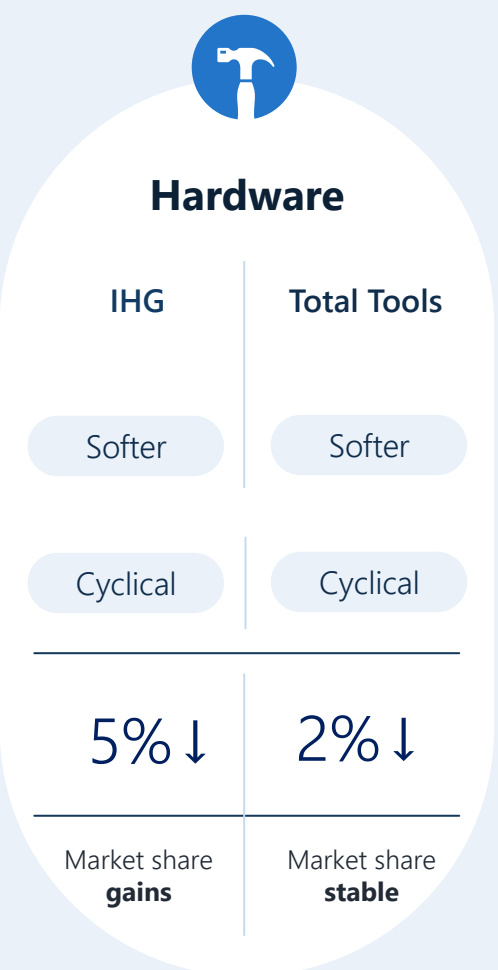 Hardware
IHG Total Tools
Softer Softer
Cyclical Cyclical
5%↓ 2%↓
Market share Market share
gains stable